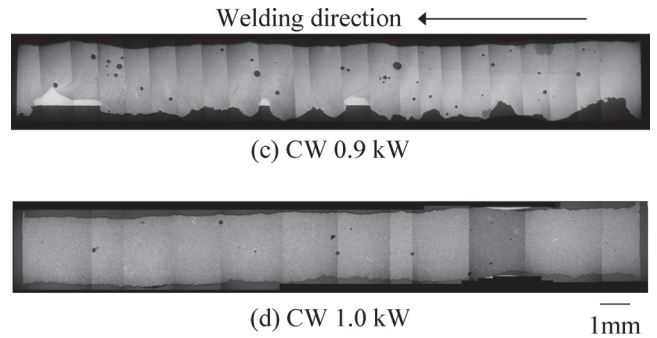 Welding direction
(c) CW 0.9 kW
(d) CW 1.0 kW
1mm